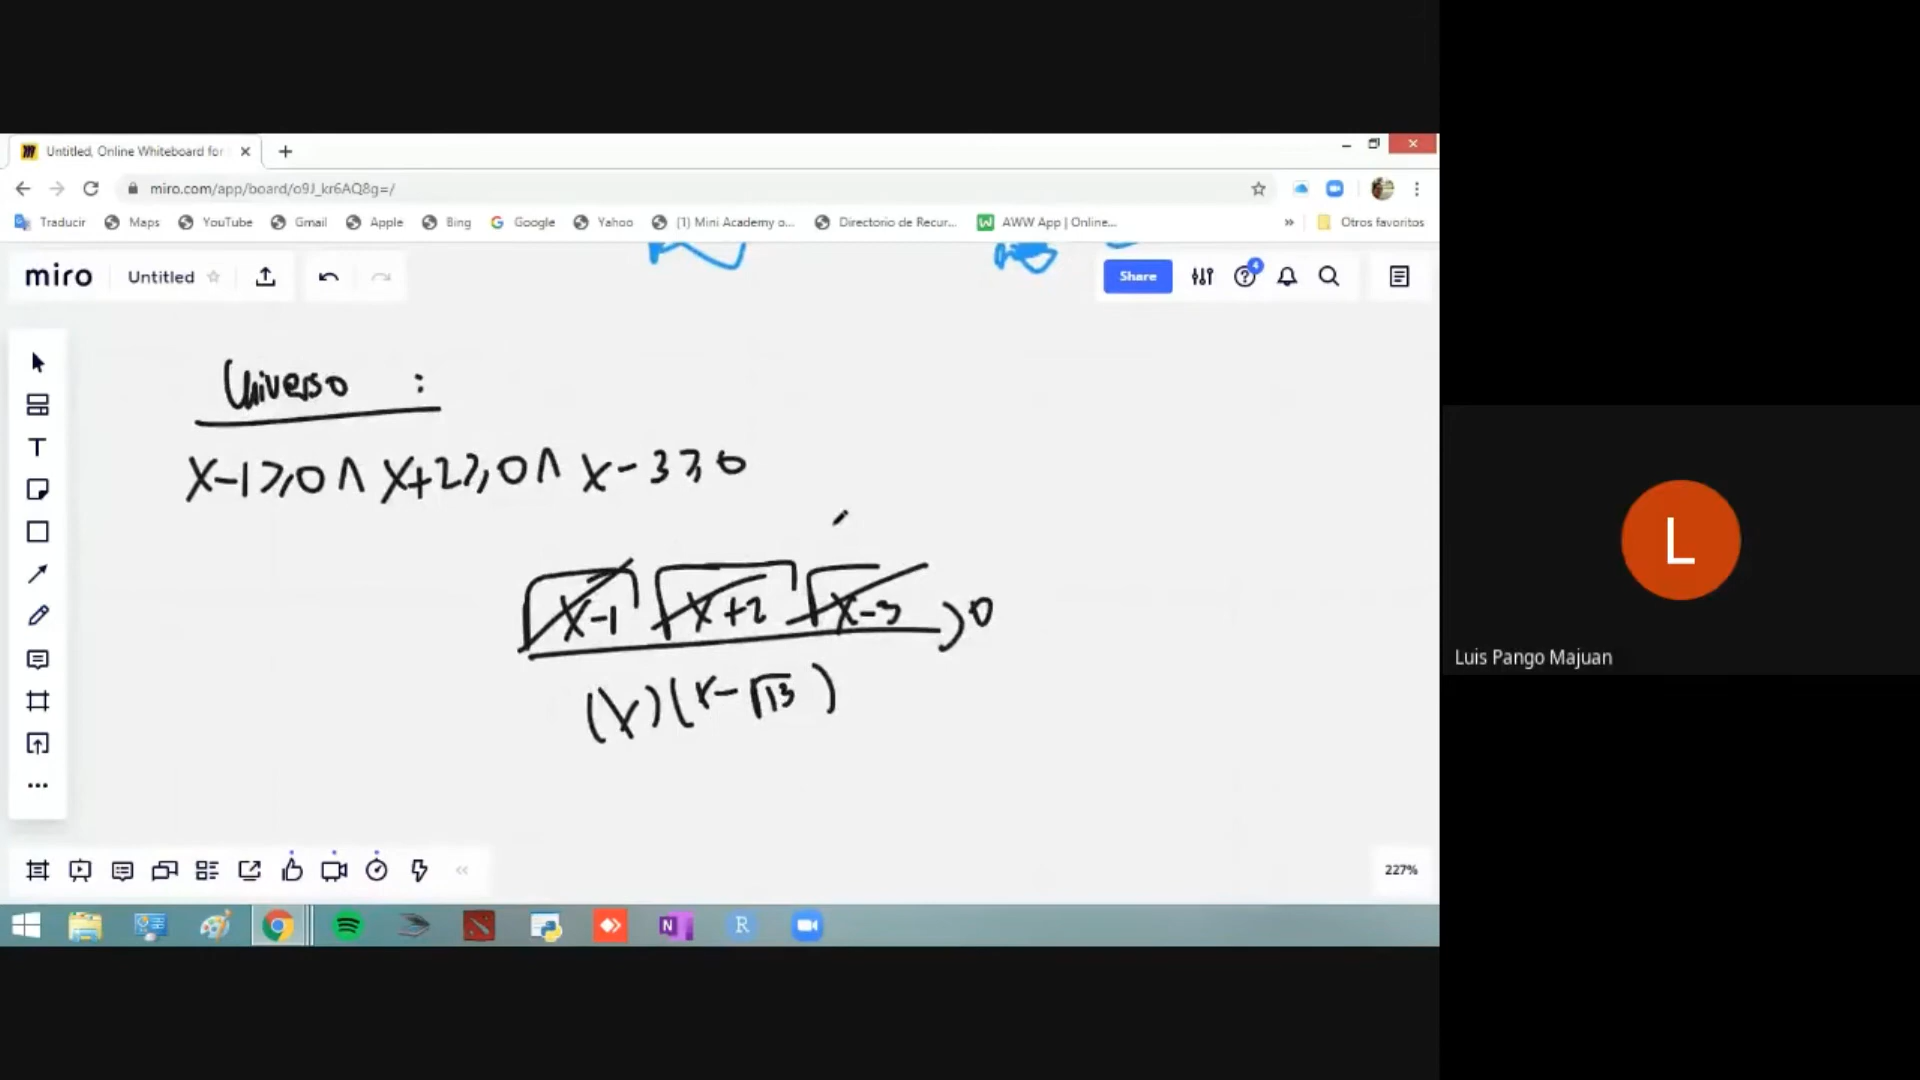 Untitled, Online Whiteboard for
miro.com/app/board/o9J_kr6AQ8g=/
Traducir Maps YouTube Gmail Apple Bing Google Yahoo (1) Mini Academy o... Directorio de Recur... AWW App | Online... » Otros favoritos
miro Untitled Share 4
Universo :
x-1≥0 ∧ x+2≥0 ∧ x-3≥0
√x-1 √x+2 √x-3 >0
(x)(x-√13)
227%
L
Luis Pango Majuan